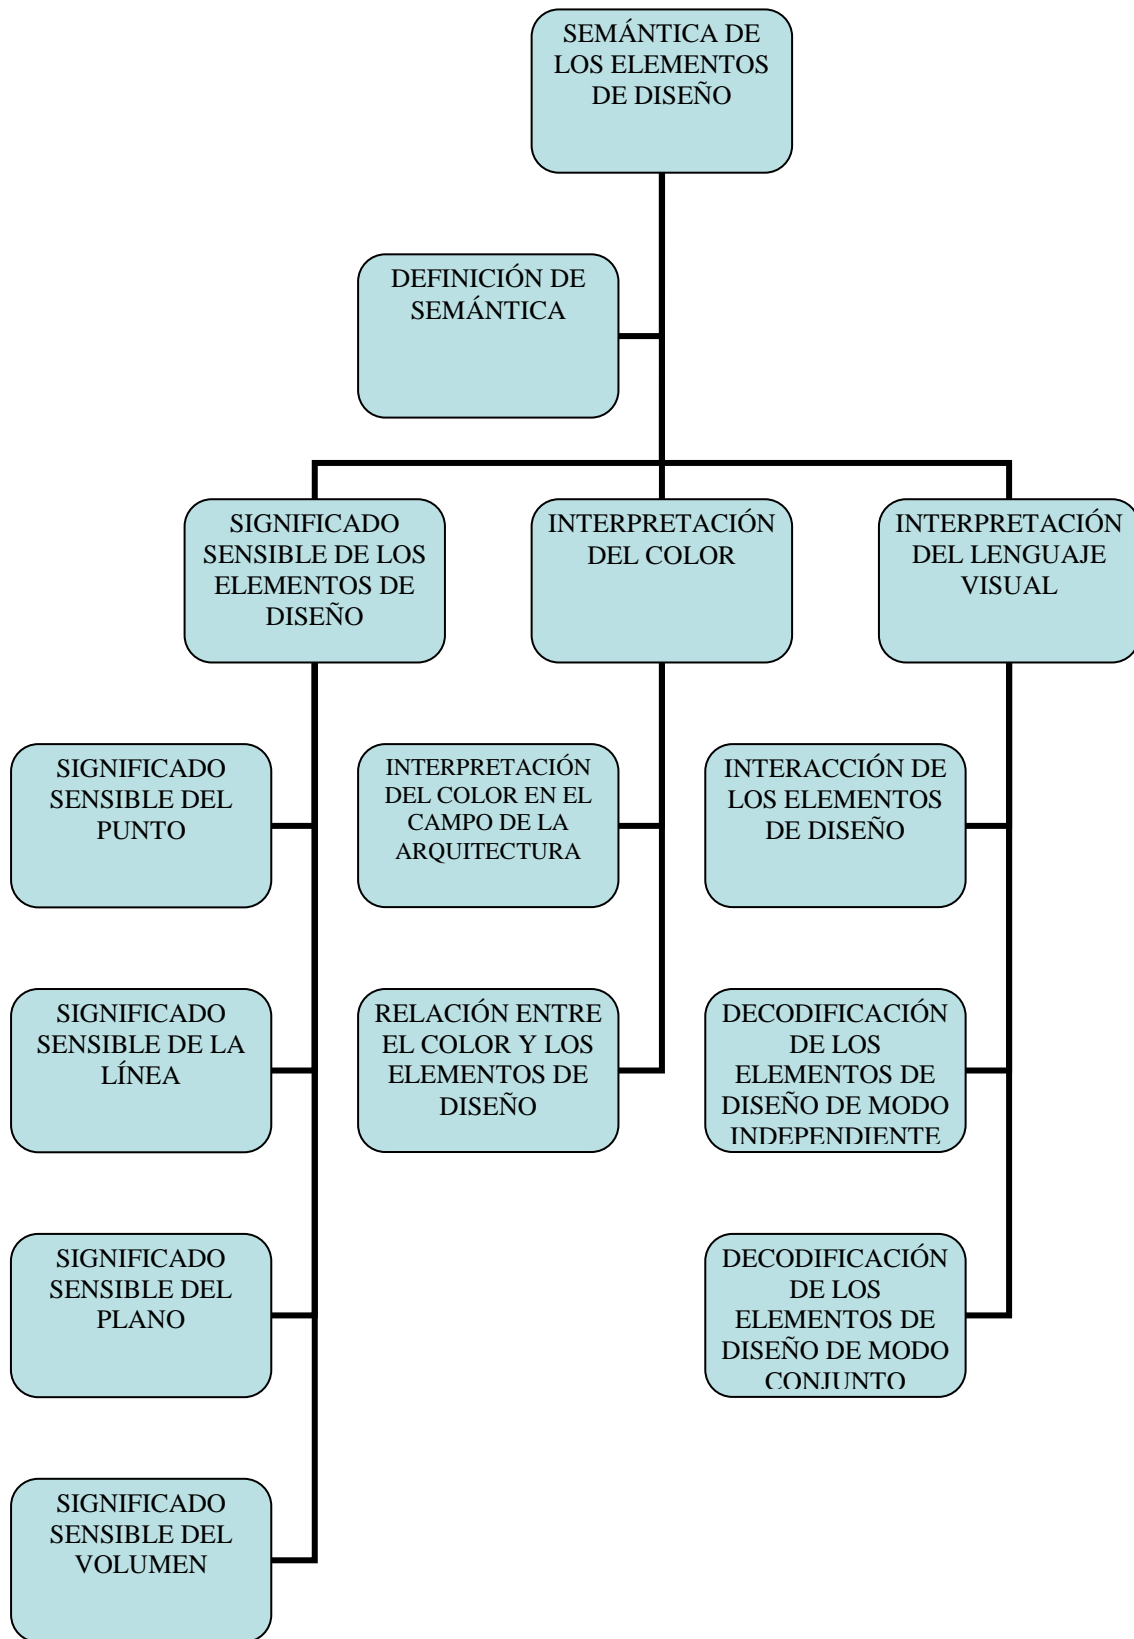 SEMÁNTICA DE
LOS ELEMENTOS
DE DISEÑO
DEFINICIÓN DE
SEMÁNTICA
SIGNIFICADO
SENSIBLE DE LOS
ELEMENTOS DE
DISEÑO
INTERPRETACIÓN
DEL COLOR
INTERPRETACIÓN
DEL LENGUAJE
VISUAL
SIGNIFICADO
SENSIBLE DEL
PUNTO
INTERPRETACIÓN
DEL COLOR EN EL
CAMPO DE LA
ARQUITECTURA
INTERACCIÓN DE
LOS ELEMENTOS
DE DISEÑO
SIGNIFICADO
SENSIBLE DE LA
LÍNEA
RELACIÓN ENTRE
EL COLOR Y LOS
ELEMENTOS DE
DISEÑO
DECODIFICACIÓN
DE LOS
ELEMENTOS DE
DISEÑO DE MODO
INDEPENDIENTE
SIGNIFICADO
SENSIBLE DEL
PLANO
DECODIFICACIÓN
DE LOS
ELEMENTOS DE
DISEÑO DE MODO
CONJUNTO
SIGNIFICADO
SENSIBLE DEL
VOLUMEN